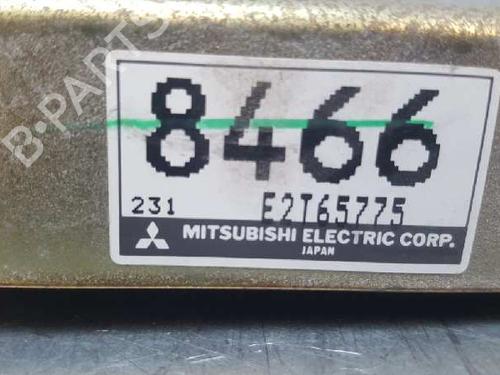 B-PARTS
8466
231 E2T65775
MITSUBISHI ELECTRIC CORP.
JAPAN